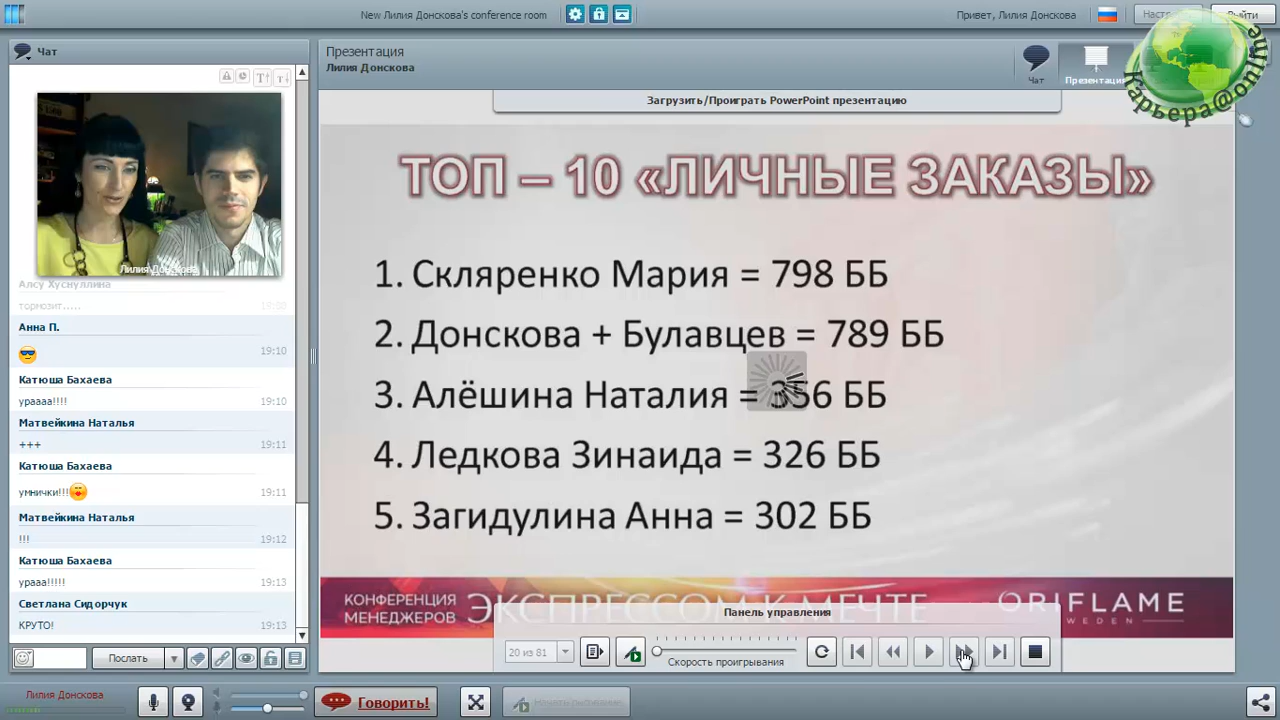 New Лилия Донскова's conference room
Привет, Лилия Донскова
Выйти
Чат
Лилия Донскова
Алсу Хуснуллина
тормозит.....
Анна П.
19:10
Катюша Бахаева
урaaaa!!!! 19:10
Матвейкина Наталья
+++ 19:11
Катюша Бахаева
умнички!!! 19:11
Матвейкина Наталья
!!! 19:12
Катюша Бахаева
урааа!!!!! 19:13
Светлана Сидорчук
КРУТО! 19:13
Послать
Презентация
Лилия Донскова
Чат
Презентация
карьера@online
Загрузить/Проиграть PowerPoint презентацию
ТОП – 10 «ЛИЧНЫЕ ЗАКАЗЫ»
1. Скляренко Мария = 798 ББ
2. Донскова + Булавцев = 789 ББ
3. Алёшина Наталия = 356 ББ
4. Ледкова Зинаида = 326 ББ
5. Загидулина Анна = 302 ББ
КОНФЕРЕНЦИЯ
МЕНЕДЖЕРОВ
ЭКСПРЕССОМ К МЕЧТЕ
ORIFLAME
SWEDEN
Панель управления
20 из 81
Скорость проигрывания
Лилия Донскова
Говорить!